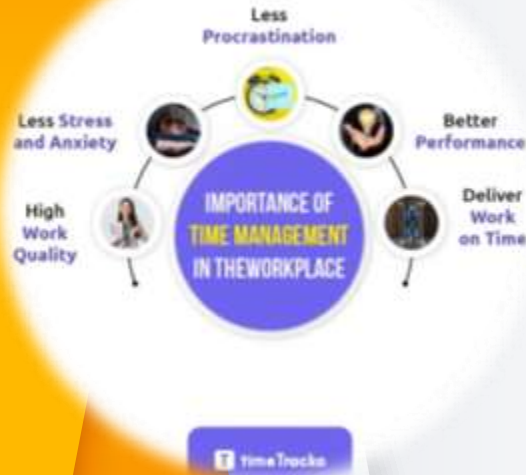 Less
Procrastination
Less Stress
and Anxiety
Better
Performance
High
Work
Quality
IMPORTANCE OF
TIME MANAGEMENT
IN THEWORKPLACE
Deliver
Work
on Time
TimeTracko